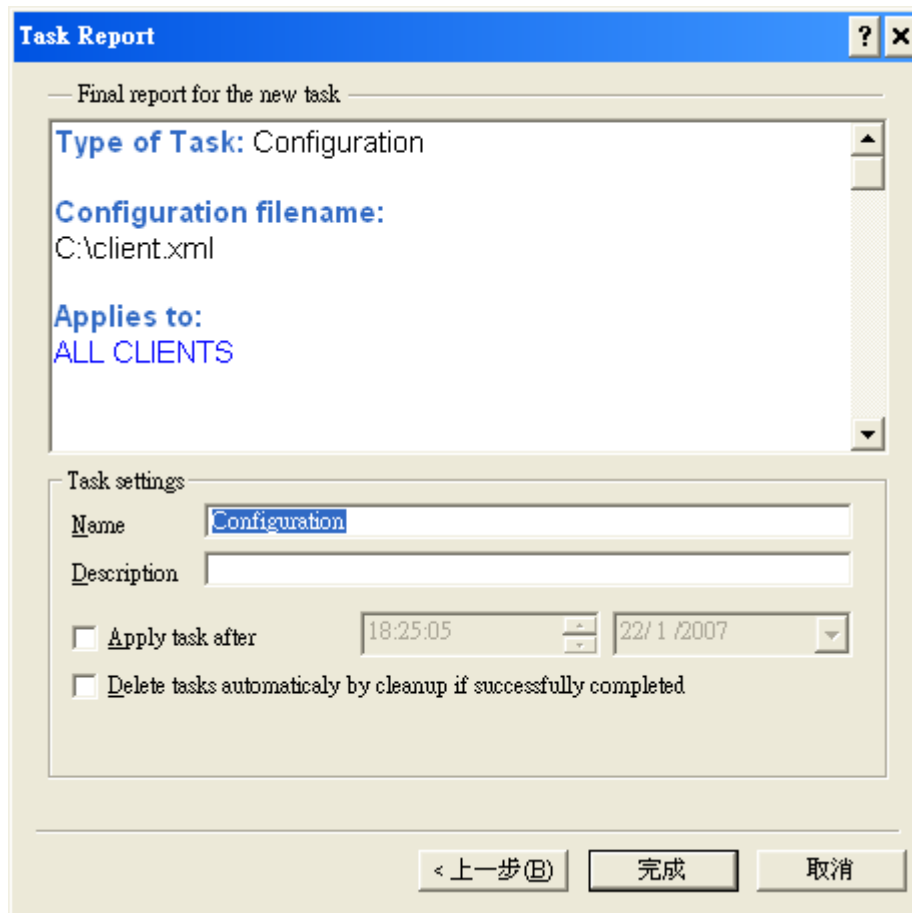 Task Report
Final report for the new task
Type of Task: Configuration
Configuration filename:
C:\client.xml
Applies to:
ALL CLIENTS
Task settings
Name Configuration
Description
Apply task after 18:25:05 22/ 1 /2007
Delete tasks automaticaly by cleanup if successfully completed
< 上一步(B) 完成 取消